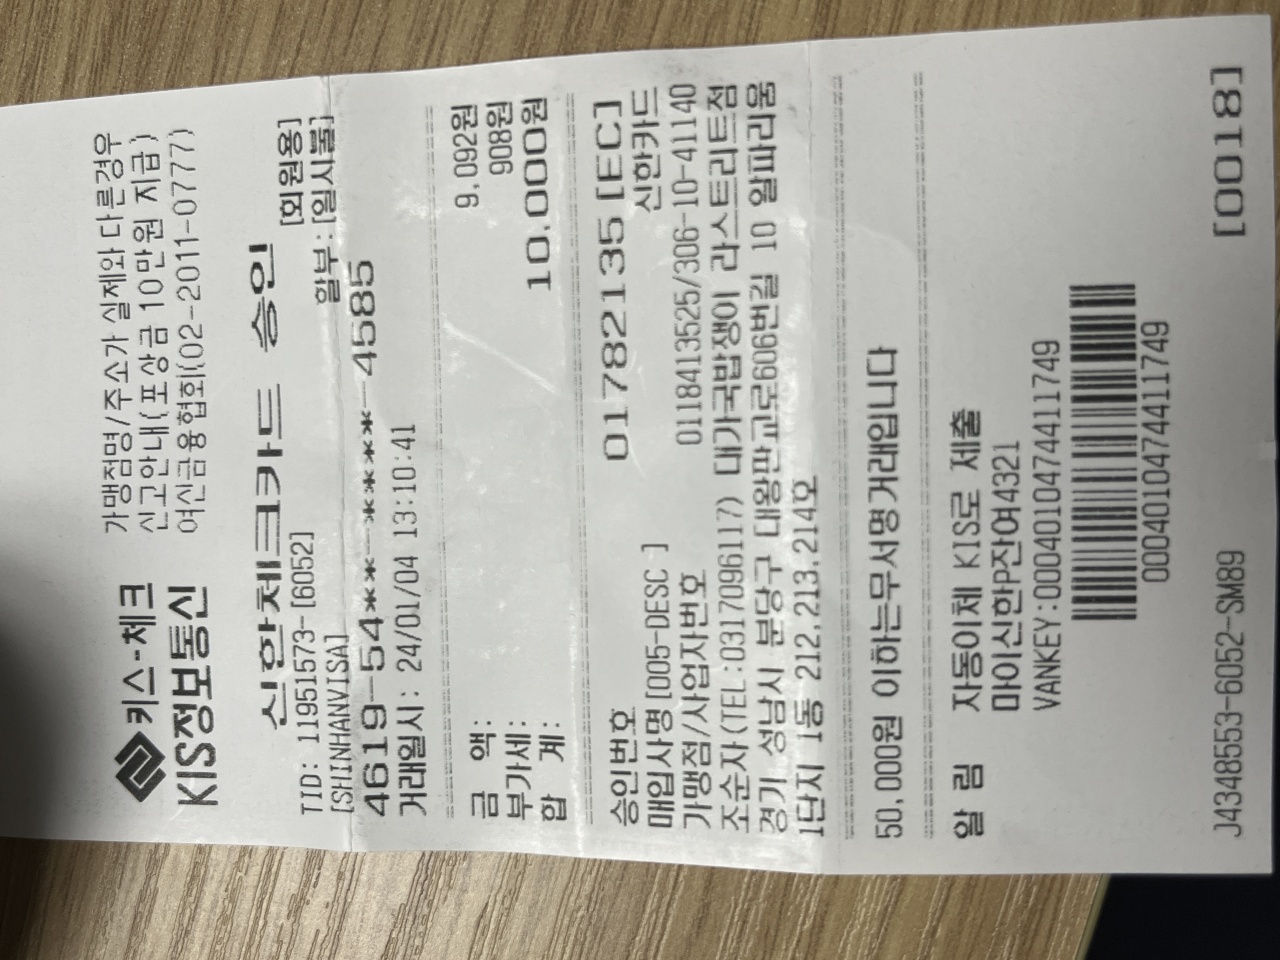 키스-체크
KIS정보통신
가맹점명/주소가 실제와 다른경우
신고안내(포상금 10만원 지급)
여신금융협회(02-2011-0777)
신한체크카드 승인
TID: 11951573-[6052] [회원용]
[SHINHANVISA] 할부:[일시불]
4619-54**-****-4585
거래일시: 24/01/04 13:10:41
금 액: 9,092원
부가세: 908원
합 계: 10,000원
승인번호 01782135[EC]
매입사명[005-DESC ] 신한카드
가맹점/사업자번호 0118413525/306-10-41140
조순자(TEL:0317096117) 대가국밥쟁이 라스트리트점
경기 성남시 분당구 대왕판교로606번길 10 알파리움
1단지 1동 212,213,214호
50,000원 이하는무서명거래입니다
알 림 자동이체 KIS로 제출
마이신한P잔여4321
VANKEY:0004010474411749
0004010474411749
J4348553-6052-SM89 [0018]